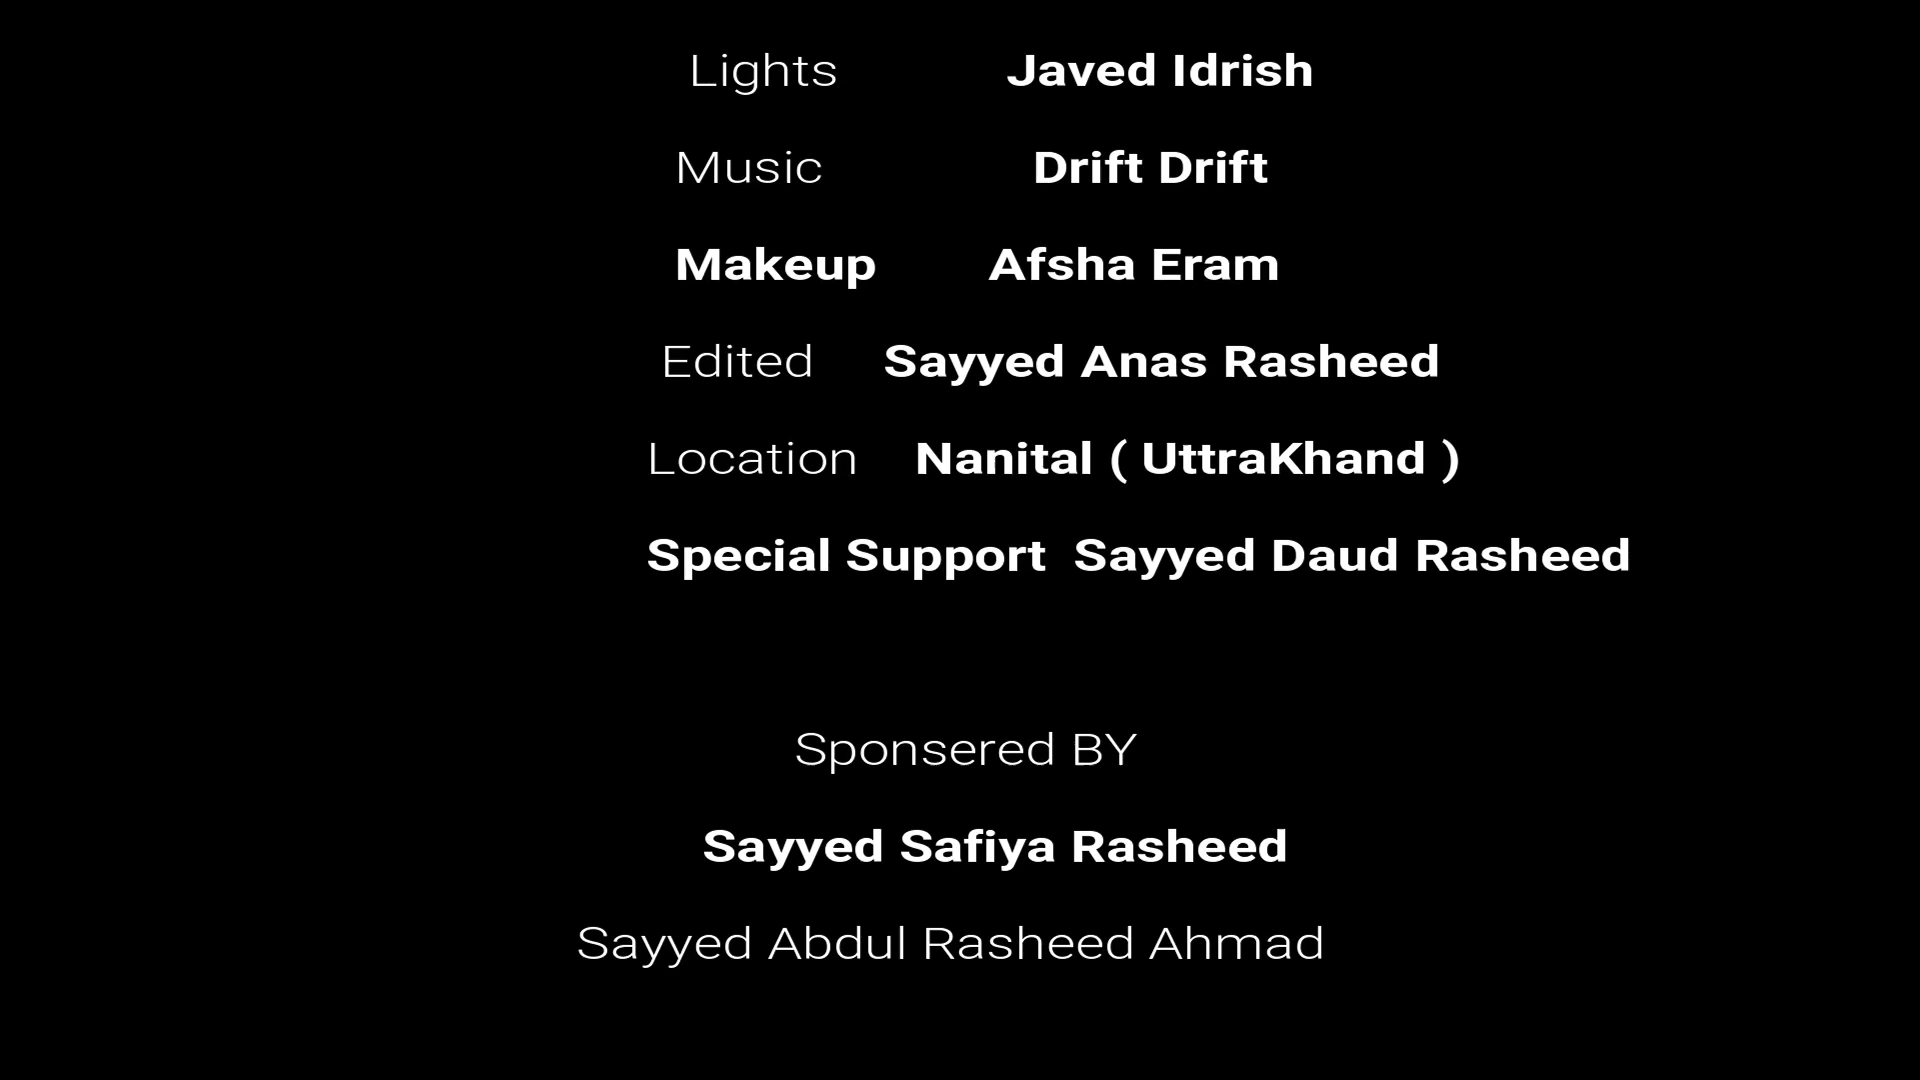 Lights Javed Idrish
Music Drift Drift
Makeup Afsha Eram
Edited Sayyed Anas Rasheed
Location Nanital ( UttraKhand )
Special Support Sayyed Daud Rasheed
Sponsered BY
Sayyed Safiya Rasheed
Sayyed Abdul Rasheed Ahmad